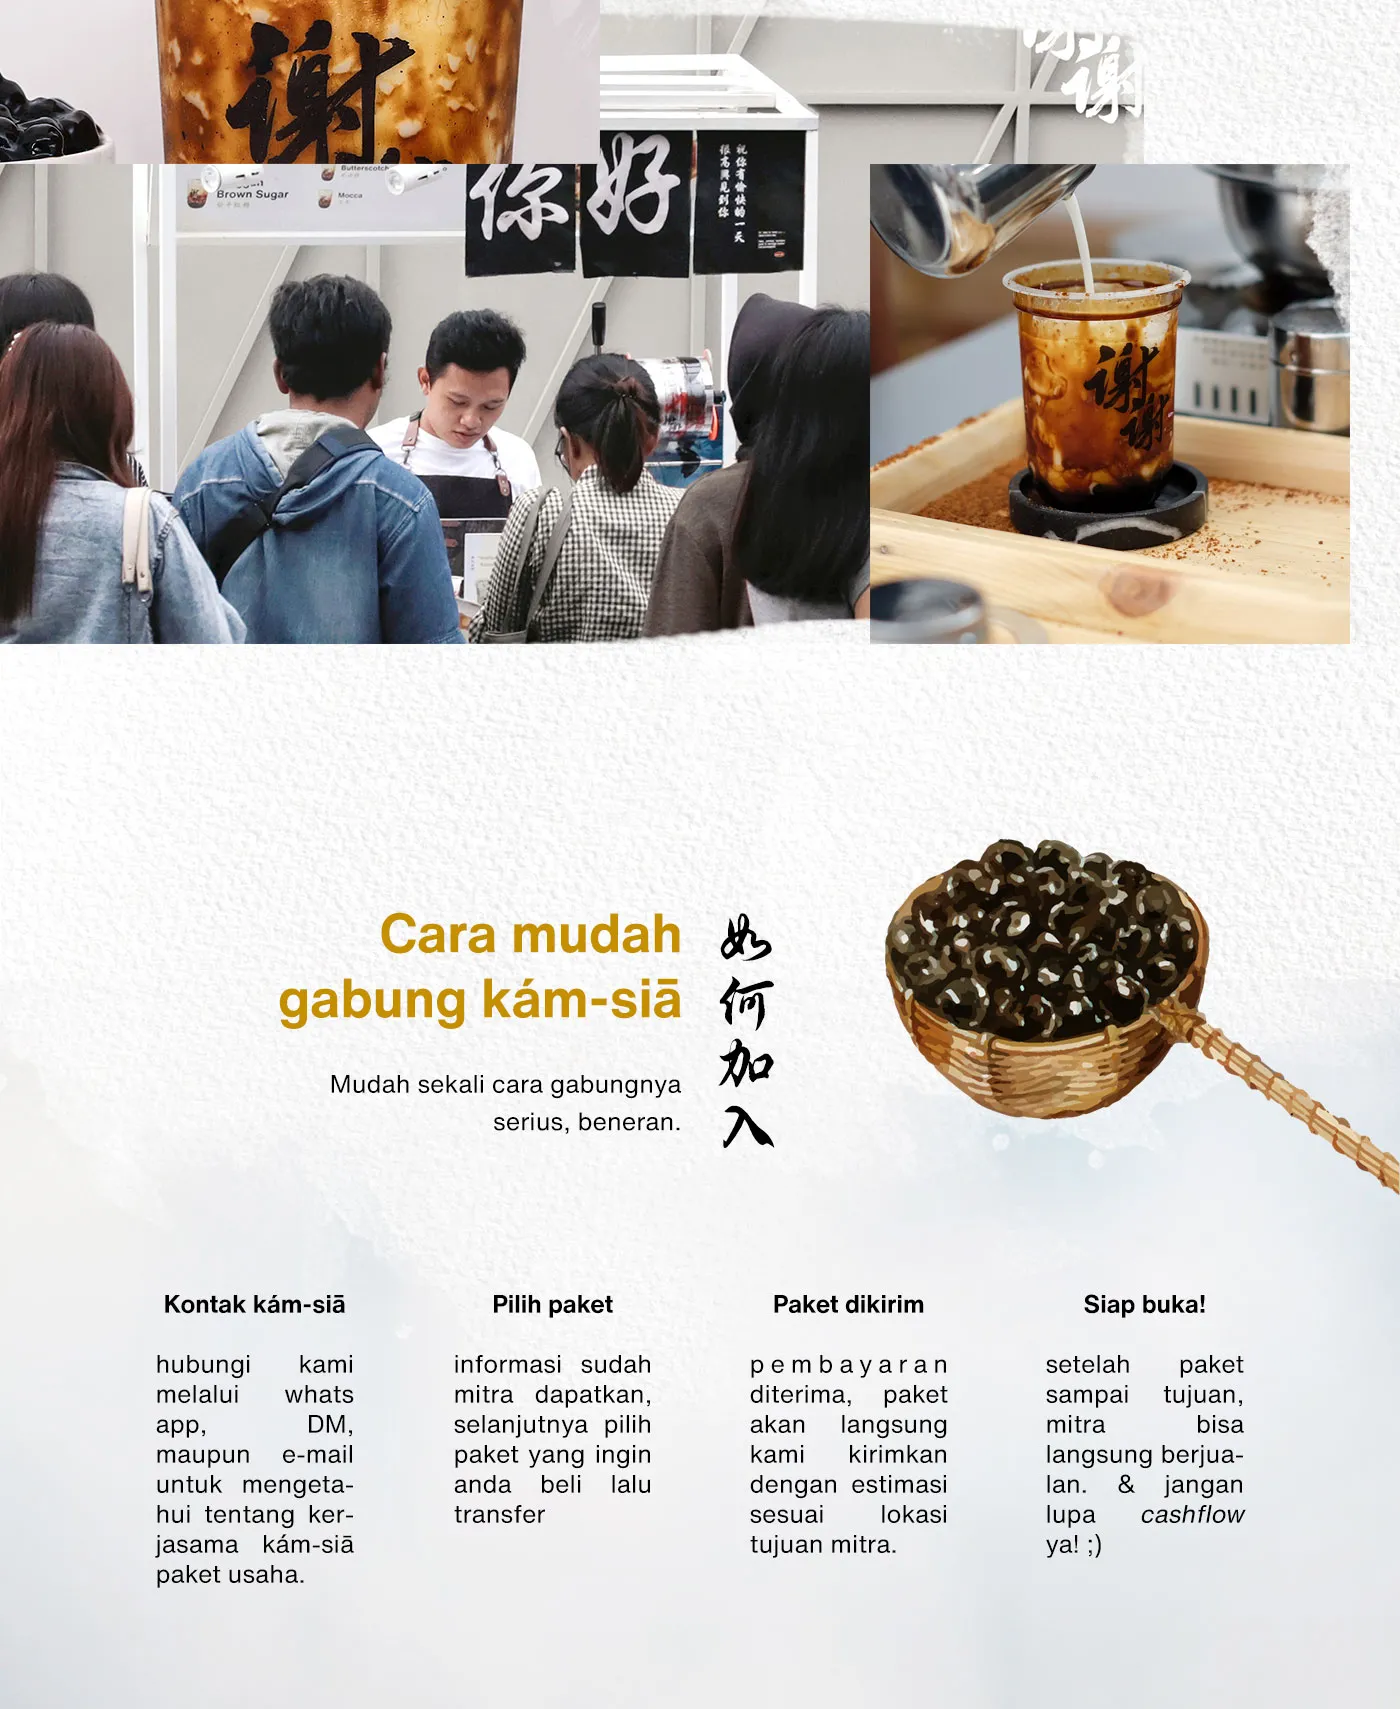 謝
謝
Brown Sugar
Butterscotch
Mocca
你好
祝你有愉快的一天
很高興見到你
謝
謝
Cara mudah
gabung kám-siā
如何加入
Mudah sekali cara gabungnya
serius, beneran.
Kontak kám-siā
hubungi kami
melalui whats
app, DM,
maupun e-mail
untuk mengeta-
hui tentang ker-
jasama kám-siā
paket usaha.
Pilih paket
informasi sudah
mitra dapatkan,
selanjutnya pilih
paket yang ingin
anda beli lalu
transfer
Paket dikirim
pembayaran
diterima, paket
akan langsung
kami kirimkan
dengan estimasi
sesuai lokasi
tujuan mitra.
Siap buka!
setelah paket
sampai tujuan,
mitra bisa
langsung berjua-
lan. & jangan
lupa cashflow
ya! ;)